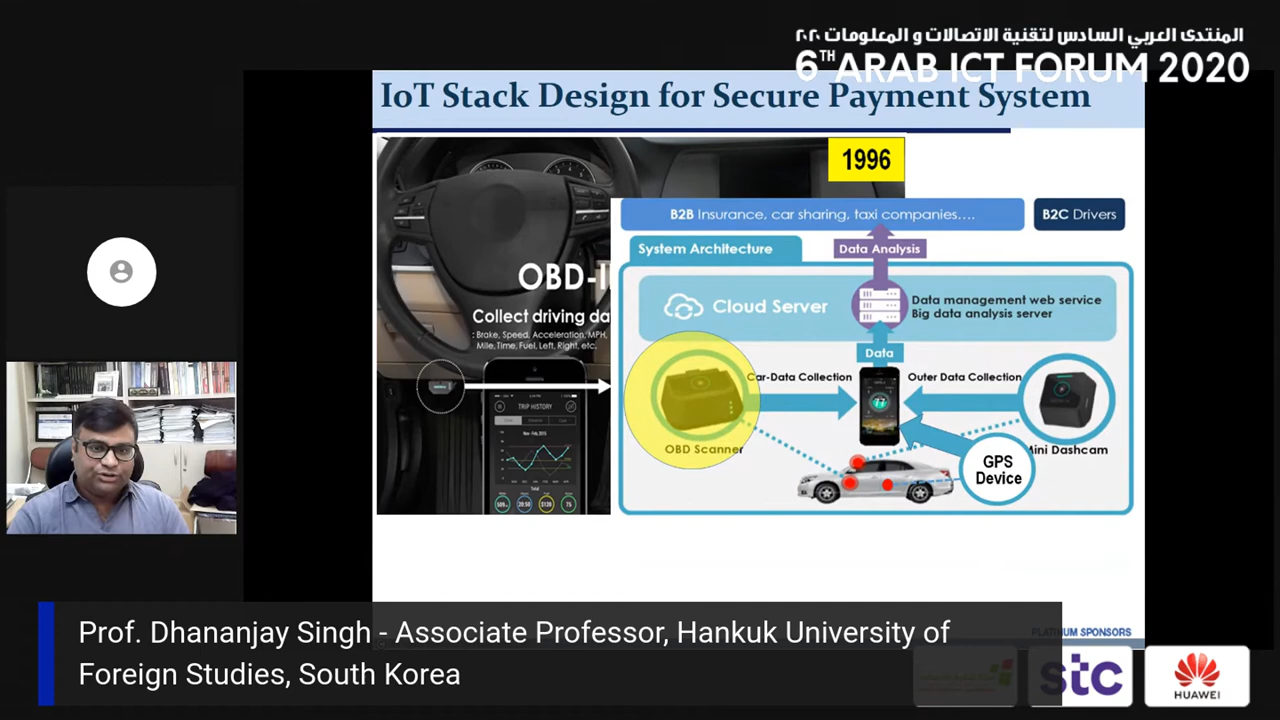 المنتدى العربي السادس لتقنية الاتصالات و المعلومات ٢٠٢٠
6TH ARAB ICT FORUM 2020
IoT Stack Design for Secure Payment System
1996
B2B Insurance, car sharing, taxi companies....
B2C Drivers
System Architecture
Data Analysis
OBD-II
Cloud Server
Data management web service
Big data analysis server
Collect driving da
: Brake, Speed, Acceleration, MPH,
Mile, Time, Fuel, Left, Right, etc.
Data
Car-Data Collection
Outer Data Collection
TRIP HISTORY
OBD Scanner
Mini Dashcam
GPS
Device
Total
Prof. Dhananjay Singh - Associate Professor, Hankuk University of
Foreign Studies, South Korea
PLATINUM SPONSORS
stc
HUAWEI